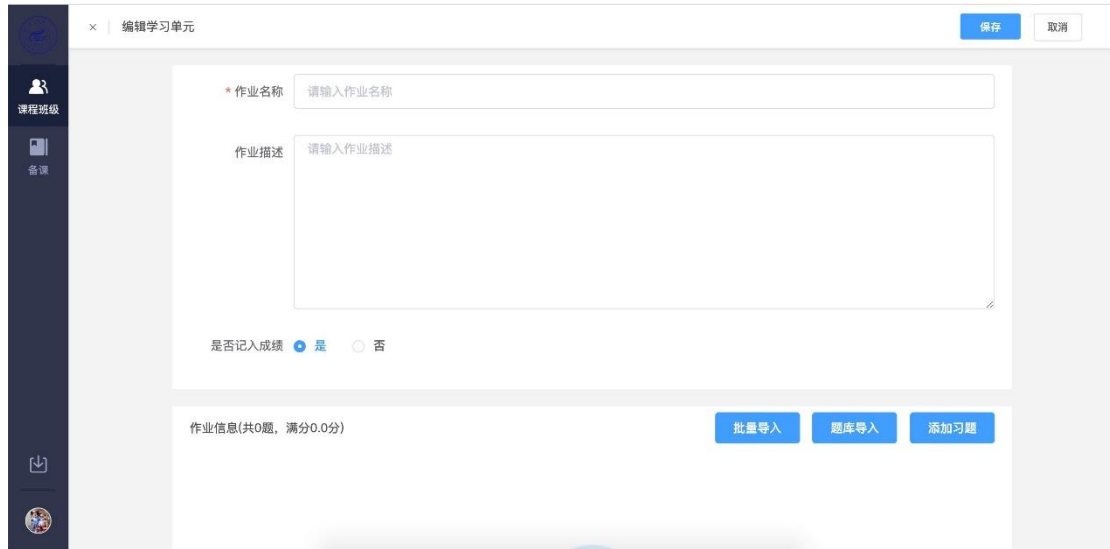 × 编辑学习单元 保存 取消
课程班级
备课
* 作业名称 请输入作业名称
作业描述 请输入作业描述
是否记入成绩 是 否
作业信息(共0题，满分0.0分) 批量导入 题库导入 添加习题